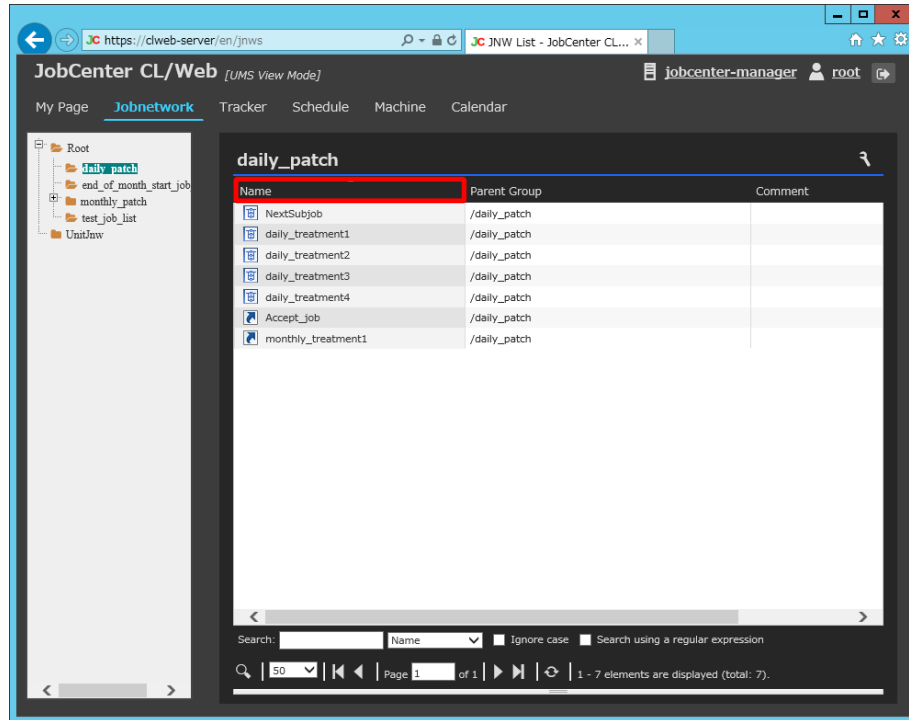 https://clweb-server/en/jnws
JC JNW List - JobCenter CL...
JobCenter CL/Web [UMS View Mode]
jobcenter-manager root
My Page Jobnetwork Tracker Schedule Machine Calendar
Root
daily_patch
end_of_month_start_job
monthly_patch
test_job_list
UnitJnw
daily_patch
Name Parent Group Comment
NextSubjob /daily_patch
daily_treatment1 /daily_patch
daily_treatment2 /daily_patch
daily_treatment3 /daily_patch
daily_treatment4 /daily_patch
Accept_job /daily_patch
monthly_treatment1 /daily_patch
Search: Name Ignore case Search using a regular expression
50 Page 1 of 1 1 - 7 elements are displayed (total: 7).